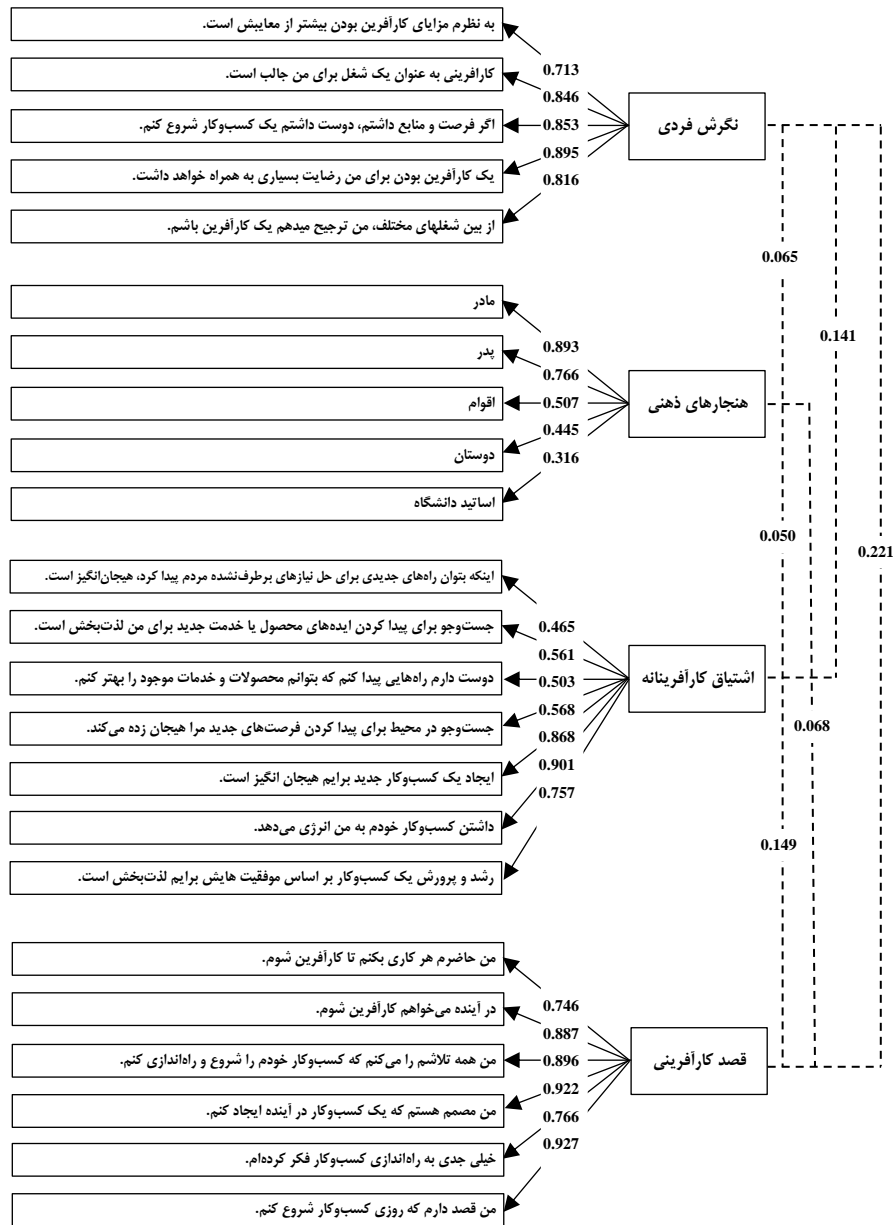 به نظرم مزایای کارآفرین بودن بیشتر از معایبش است.
کارافرینی به عنوان یک شغل برای من جالب است.
اگر فرصت و منابع داشتم، دوست داشتم یک کسب‌وکار شروع کنم.
یک کارآفرین بودن برای من رضایت بسیاری به همراه خواهد داشت.
از بین شغلهای مختلف، من ترجیح میدهم یک کارآفرین باشم.
0.713
0.846
0.853
0.895
0.816
نگرش فردی
مادر
پدر
اقوام
دوستان
اساتید دانشگاه
0.893
0.766
0.507
0.445
0.316
هنجارهای ذهنی
اینکه بتوان راه‌های جدیدی برای حل نیازهای برطرف‌نشده مردم پیدا کرد، هیجان‌انگیز است.
جست‌وجو برای پیدا کردن ایده‌های محصول یا خدمت جدید برای من لذت‌بخش است.
دوست دارم راه‌هایی پیدا کنم که بتوانم محصولات و خدمات موجود را بهتر کنم.
جست‌وجو در محیط برای پیدا کردن فرصت‌های جدید مرا هیجان زده می‌کند.
ایجاد یک کسب‌وکار جدید برایم هیجان انگیز است.
داشتن کسب‌وکار خودم به من انرژی می‌دهد.
رشد و پرورش یک کسب‌وکار بر اساس موفقیت هایش برایم لذت‌بخش است.
0.465
0.561
0.503
0.568
0.868
0.901
0.757
اشتیاق کارآفرینانه
من حاضرم هر کاری بکنم تا کارآفرین شوم.
در آینده می‌خواهم کارآفرین شوم.
من همه تلاشم را می‌کنم که کسب‌وکار خودم را شروع و راه‌اندازی کنم.
من مصمم هستم که یک کسب‌وکار در آینده ایجاد کنم.
خیلی جدی به راه‌اندازی کسب‌وکار فکر کرده‌ام.
من قصد دارم که روزی کسب‌وکار شروع کنم.
0.746
0.887
0.896
0.922
0.766
0.927
قصد کارآفرینی
0.065
0.141
0.050
0.221
0.068
0.149